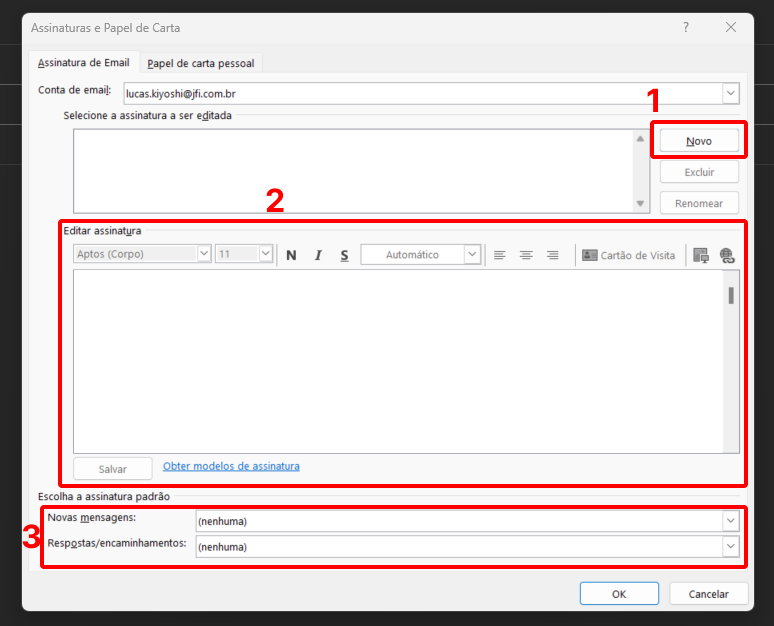 Assinaturas e Papel de Carta ?
Assinatura de Email Papel de carta pessoal
Conta de email: lucas.kiyoshi@jfi.com.br
1
Selecione a assinatura a ser editada
Novo
Excluir
Renomear
2
Editar assinatura
Aptos (Corpo) 11 N I S Automático Cartão de Visita
Salvar Obter modelos de assinatura
Escolha a assinatura padrão
3
Novas mensagens: (nenhuma)
Respostas/encaminhamentos: (nenhuma)
OK Cancelar